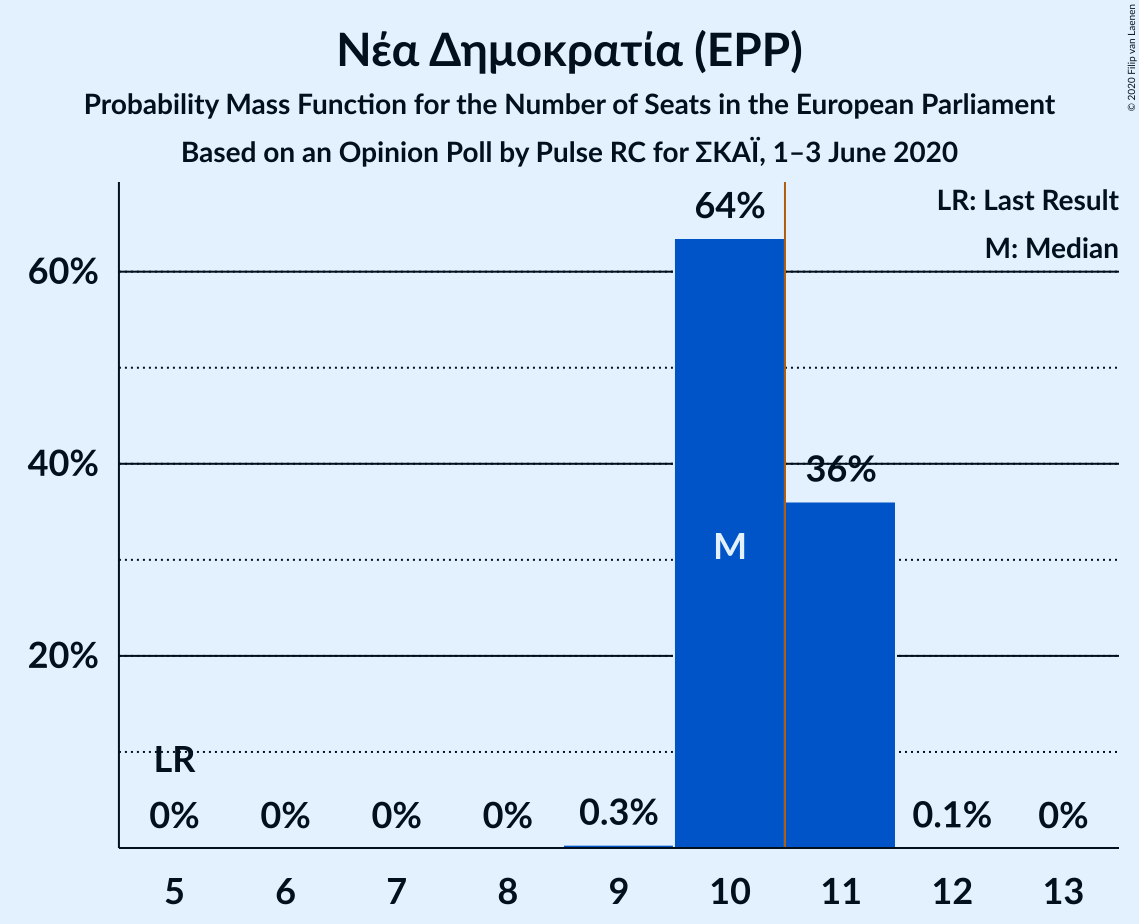 Νέα Δημοκρατία (EPP)
Probability Mass Function for the Number of Seats in the European Parliament
Based on an Opinion Poll by Pulse RC for ΣΚΑΪ, 1–3 June 2020
© 2020 Filip van Laenen
LR: Last Result
M: Median
64%
60%
40%
36%
M
20%
LR
0% 0% 0% 0% 0.3% 0.1% 0%
5 6 7 8 9 10 11 12 13